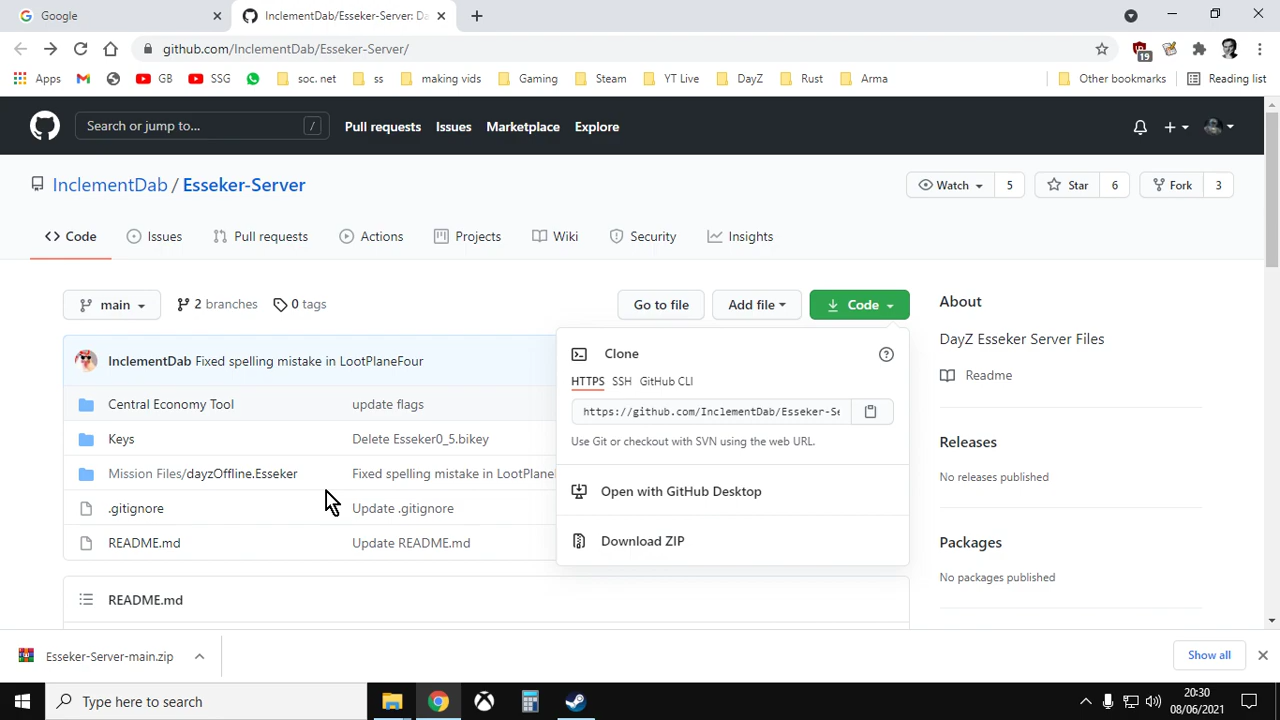 Google
InclementDab/Esseker-Server: Da
github.com/InclementDab/Esseker-Server/
19
Apps
GB
SSG
soc. net
ss
making vids
Gaming
Steam
YT Live
DayZ
Rust
Arma
Other bookmarks
Reading list
Search or jump to...
/
Pull requests
Issues
Marketplace
Explore
InclementDab / Esseker-Server
Watch
5
Star
6
Fork
3
Code
Issues
Pull requests
Actions
Projects
Wiki
Security
Insights
main
2 branches
0 tags
Go to file
Add file
Code
About
DayZ Esseker Server Files
Readme
Releases
No releases published
Packages
No packages published
InclementDab Fixed spelling mistake in LootPlaneFour
Central Economy Tool
update flags
Keys
Delete Esseker0_5.bikey
Mission Files/dayzOffline.Esseker
Fixed spelling mistake in LootPlane
.gitignore
Update .gitignore
README.md
Update README.md
Clone
HTTPS
SSH
GitHub CLI
https://github.com/InclementDab/Esseker-Se
Use Git or checkout with SVN using the web URL.
Open with GitHub Desktop
Download ZIP
README.md
Esseker-Server-main.zip
Show all
Type here to search
20:30
08/06/2021